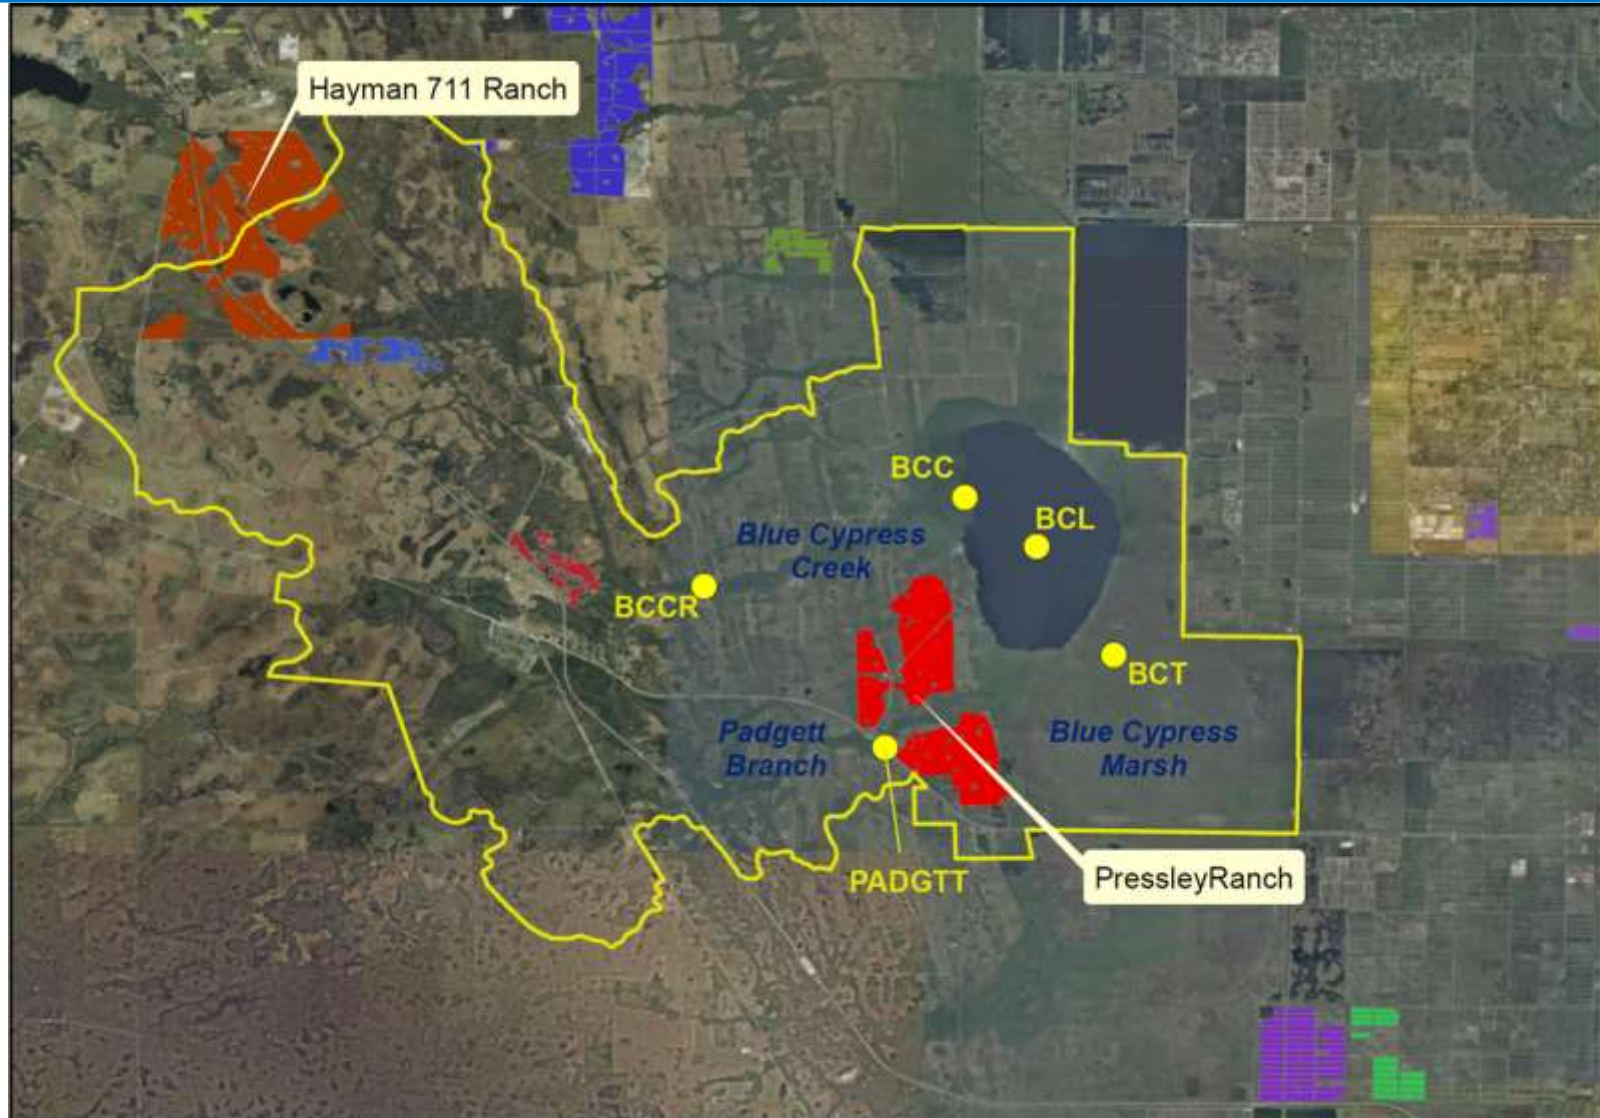 Hayman 711 Ranch
BCC
BCL
Blue Cypress
Creek
BCCR
BCT
Padgett
Branch
Blue Cypress
Marsh
PADGTT
PressleyRanch